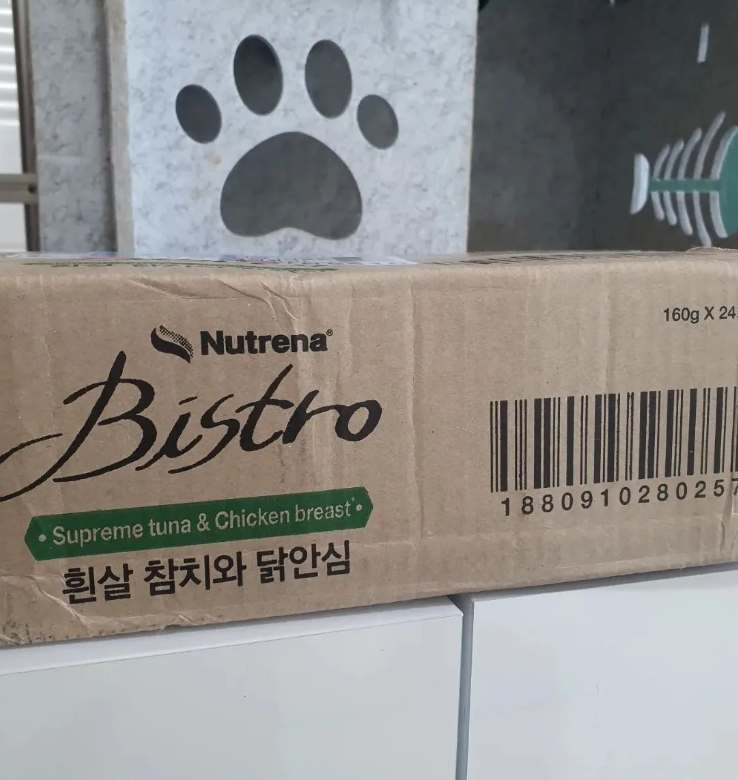 160g X 24
Nutrena®
Bistro
Supreme tuna & Chicken breast
흰살 참치와 닭안심
1880910280257